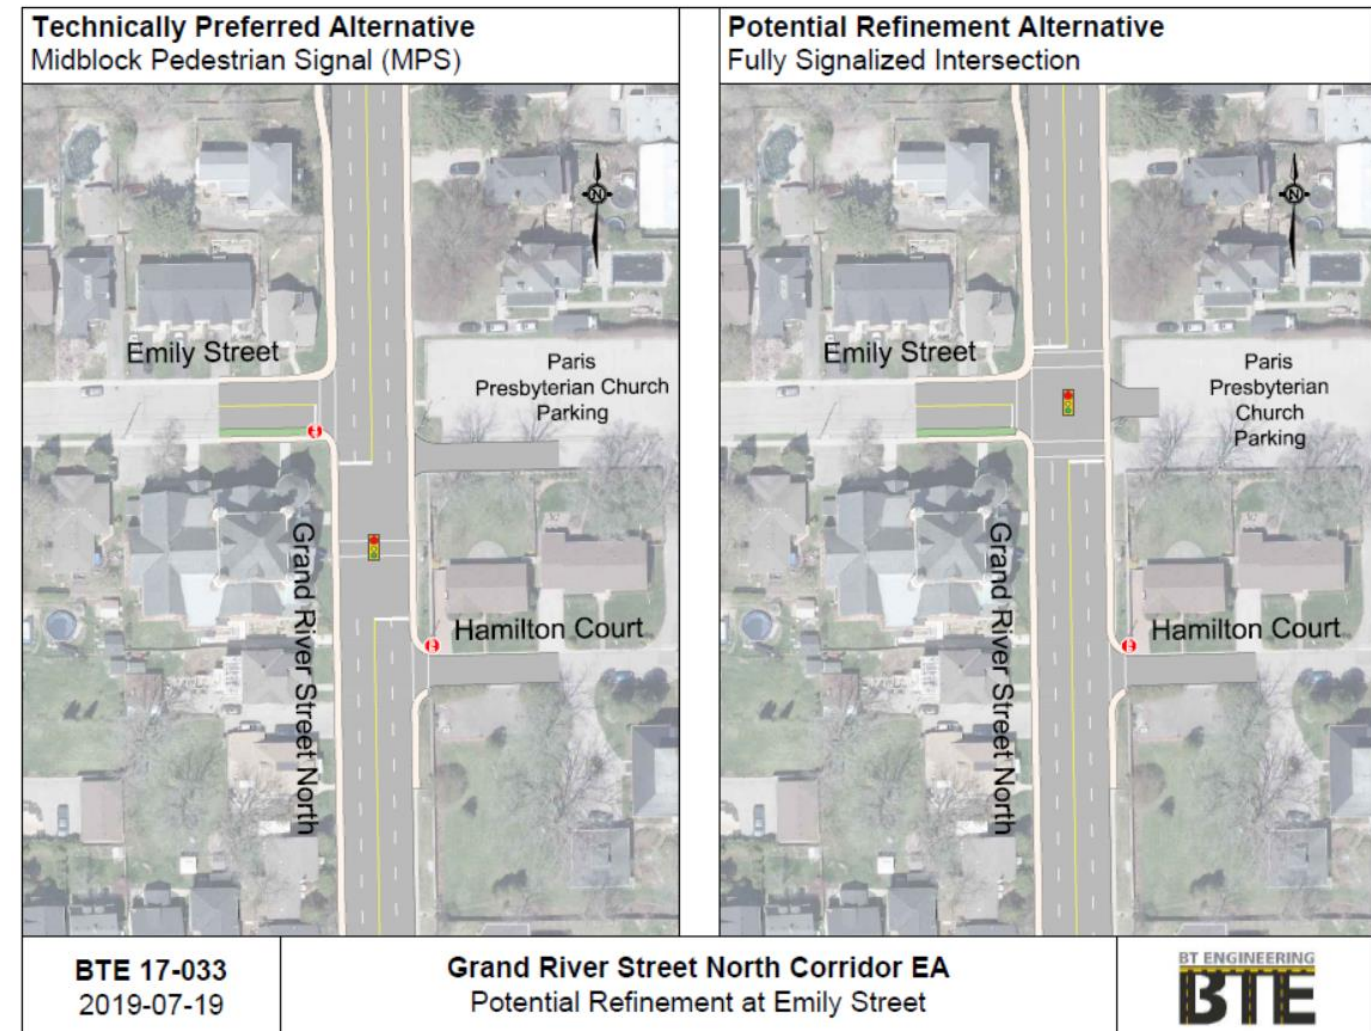 Technically Preferred Alternative
Midblock Pedestrian Signal (MPS)
Emily Street
Paris
Presbyterian Church
Parking
Grand River Street North
Hamilton Court
N
Potential Refinement Alternative
Fully Signalized Intersection
Emily Street
Paris
Presbyterian
Church
Parking
Grand River Street North
Hamilton Court
N
BTE 17-033
2019-07-19
Grand River Street North Corridor EA
Potential Refinement at Emily Street
BT ENGINEERING
BTE